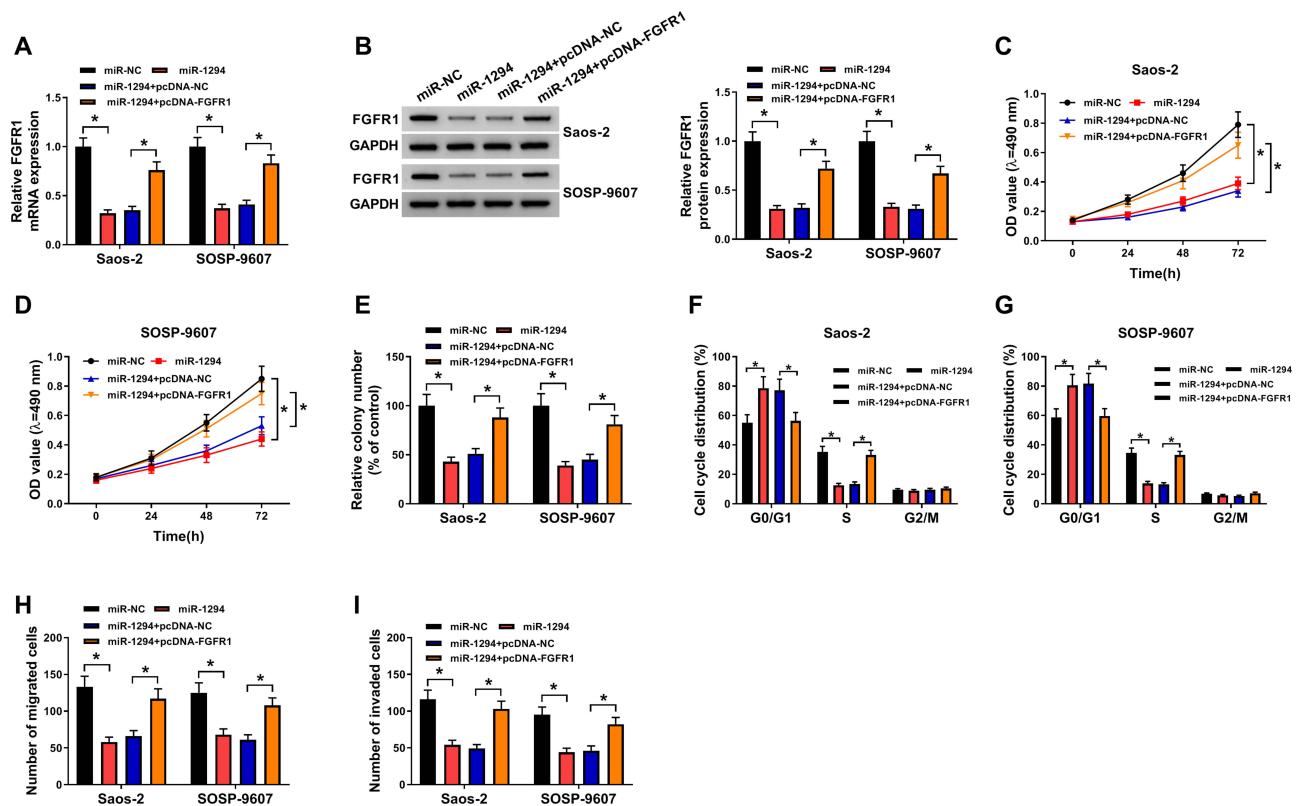 A
miR-NC miR-1294
miR-1294+pcDNA-NC
miR-1294+pcDNA-FGFR1
Relative FGFR1
mRNA expression
1.5
1.0
0.5
0.0
* * * *
Saos-2 SOSP-9607
B
miR-NC
miR-1294
miR-1294+pcDNA-NC
miR-1294+pcDNA-FGFR1
FGFR1
GAPDH
Saos-2
FGFR1
GAPDH
SOSP-9607
miR-NC miR-1294
miR-1294+pcDNA-NC
miR-1294+pcDNA-FGFR1
Relative FGFR1
protein expression
1.5
1.0
0.5
0.0
* * * *
Saos-2 SOSP-9607
C
Saos-2
miR-NC miR-1294
miR-1294+pcDNA-NC
miR-1294+pcDNA-FGFR1
OD value (λ=490 nm)
1.0
0.8
0.6
0.4
0.2
0.0
* *
0 24 48 72
Time(h)
D
SOSP-9607
miR-NC miR-1294
miR-1294+pcDNA-NC
miR-1294+pcDNA-FGFR1
OD value (λ=490 nm)
1.0
0.8
0.6
0.4
0.2
0.0
* *
0 24 48 72
Time(h)
E
miR-NC miR-1294
miR-1294+pcDNA-NC
miR-1294+pcDNA-FGFR1
Relative colony number
(% of control)
150
100
50
0
* * * *
Saos-2 SOSP-9607
F
Saos-2
miR-NC miR-1294
miR-1294+pcDNA-NC
miR-1294+pcDNA-FGFR1
Cell cycle distribution (%)
100
80
60
40
20
0
* * * *
G0/G1 S G2/M
G
SOSP-9607
miR-NC miR-1294
miR-1294+pcDNA-NC
miR-1294+pcDNA-FGFR1
Cell cycle distribution (%)
100
80
60
40
20
0
* * * *
G0/G1 S G2/M
H
miR-NC miR-1294
miR-1294+pcDNA-NC
miR-1294+pcDNA-FGFR1
Number of migrated cells
200
150
100
50
0
* * * *
Saos-2 SOSP-9607
I
miR-NC miR-1294
miR-1294+pcDNA-NC
miR-1294+pcDNA-FGFR1
Number of invaded cells
200
150
100
50
0
* * * *
Saos-2 SOSP-9607